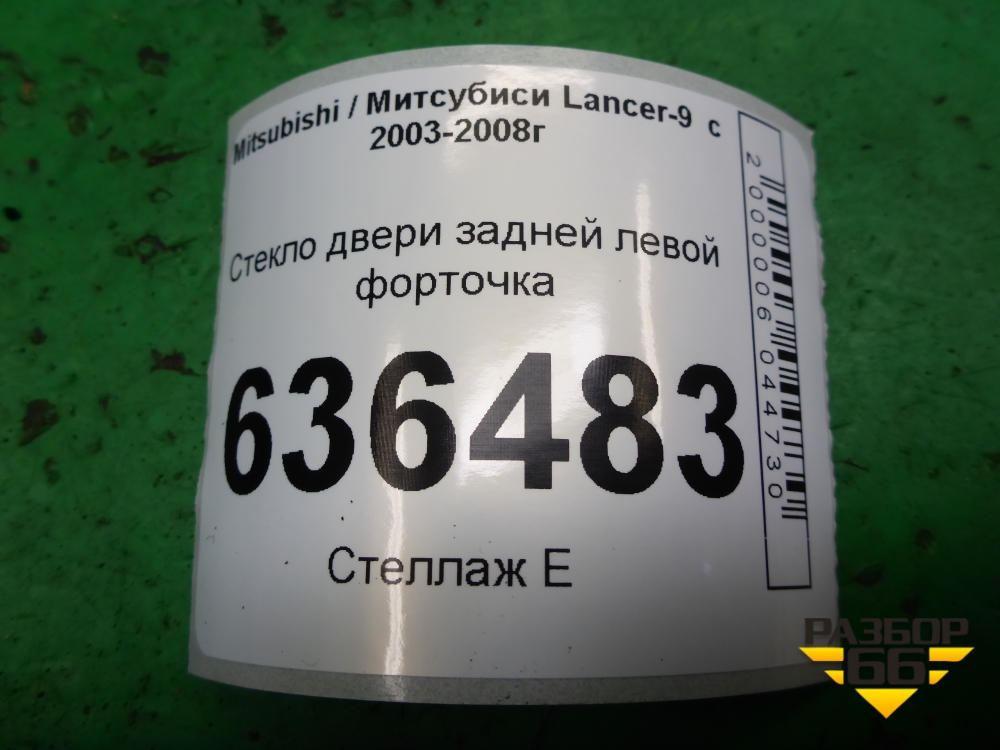 Mitsubishi / Митсубиси Lancer-9 с
2003-2008г
Стекло двери задней левой
форточка
636483
Стеллаж Е
2000006044730
РАЗБОР
66